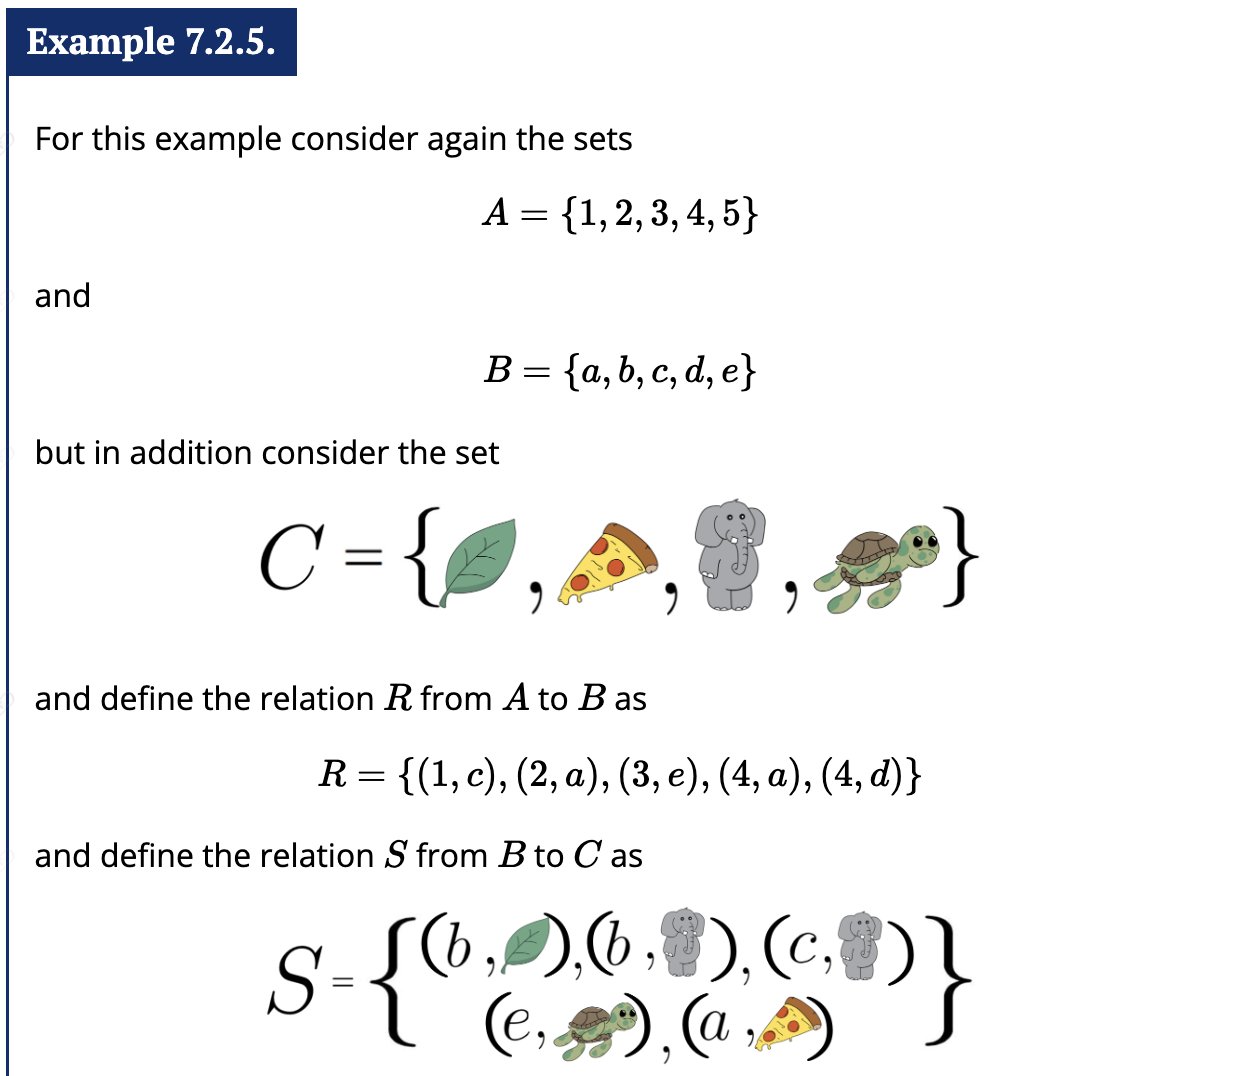 Example 7.2.5.
For this example consider again the sets
A = {1, 2, 3, 4, 5}
and
B = {a, b, c, d, e}
but in addition consider the set
C = { , , , }
and define the relation R from A to B as
R = {(1, c), (2, a), (3, e), (4, a), (4, d)}
and define the relation S from B to C as
S = { (b , ), (b , ), (c, )
(e, ), (a , ) }